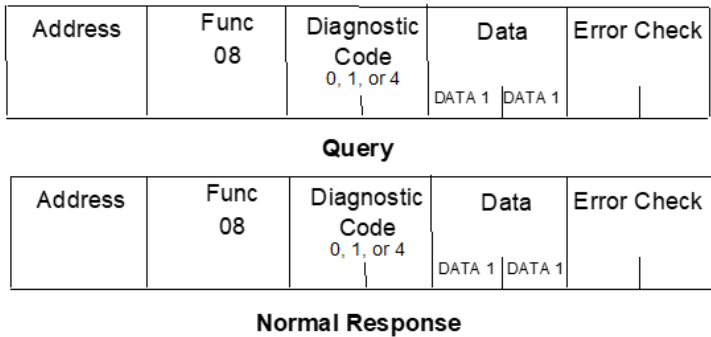 Address Func Diagnostic Data Error Check
08 Code
0, 1, or 4
DATA 1 DATA 1
Query
Address Func Diagnostic Data Error Check
08 Code
0, 1, or 4
DATA 1 DATA 1
Normal Response